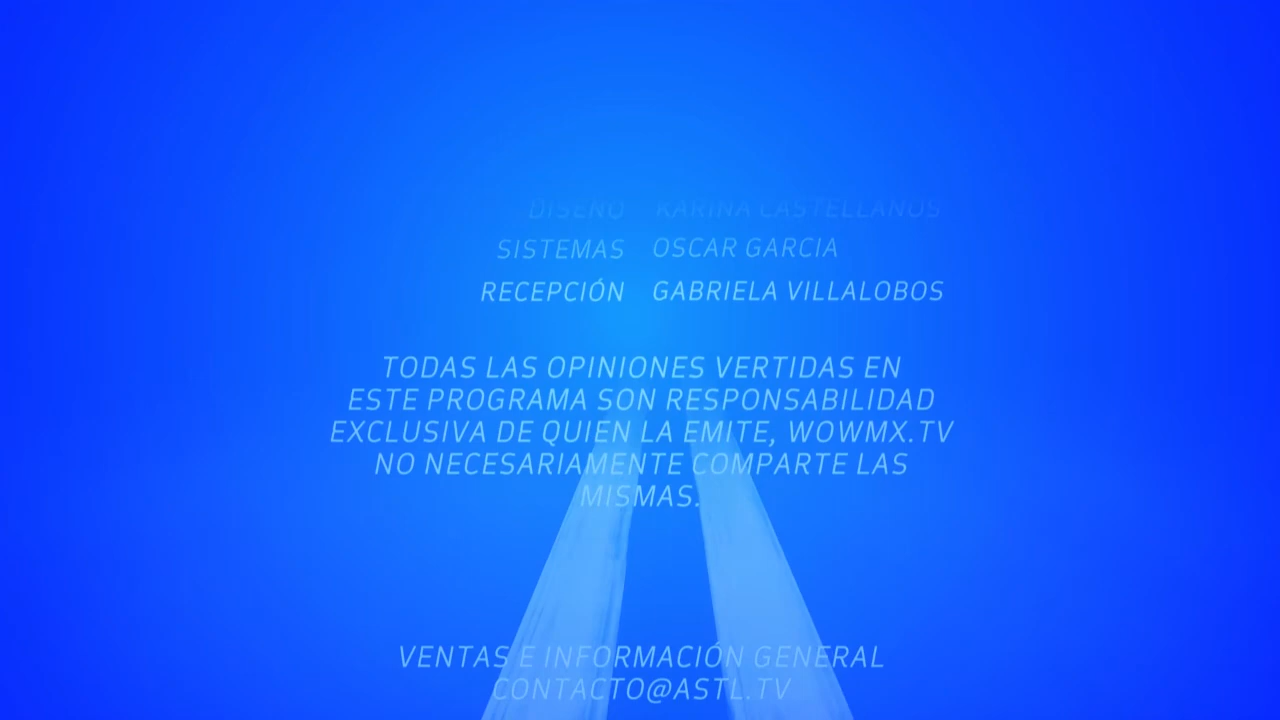 DISEÑO KARINA CASTELLANOS
SISTEMAS OSCAR GARCIA
RECEPCIÓN GABRIELA VILLALOBOS
TODAS LAS OPINIONES VERTIDAS EN
ESTE PROGRAMA SON RESPONSABILIDAD
EXCLUSIVA DE QUIEN LA EMITE, WOWMX.TV
NO NECESARIAMENTE COMPARTE LAS
MISMAS.
VENTAS E INFORMACIÓN GENERAL
CONTACTO@ASTL.TV